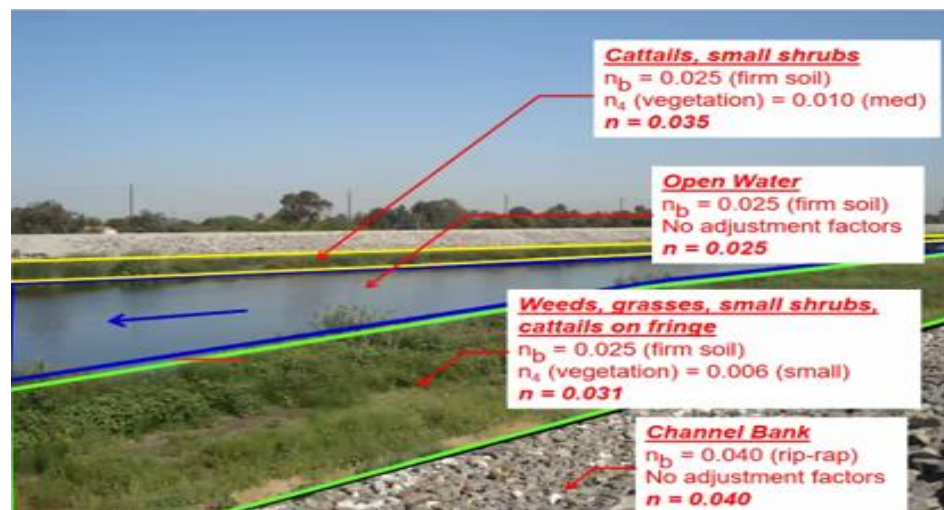 Cattails, small shrubs
nb = 0.025 (firm soil)
n4 (vegetation) = 0.010 (med)
n = 0.035
Open Water
nb = 0.025 (firm soil)
No adjustment factors
n = 0.025
Weeds, grasses, small shrubs,
cattails on fringe
nb = 0.025 (firm soil)
n4 (vegetation) = 0.006 (small)
n = 0.031
Channel Bank
nb = 0.040 (rip-rap)
No adjustment factors
n = 0.040